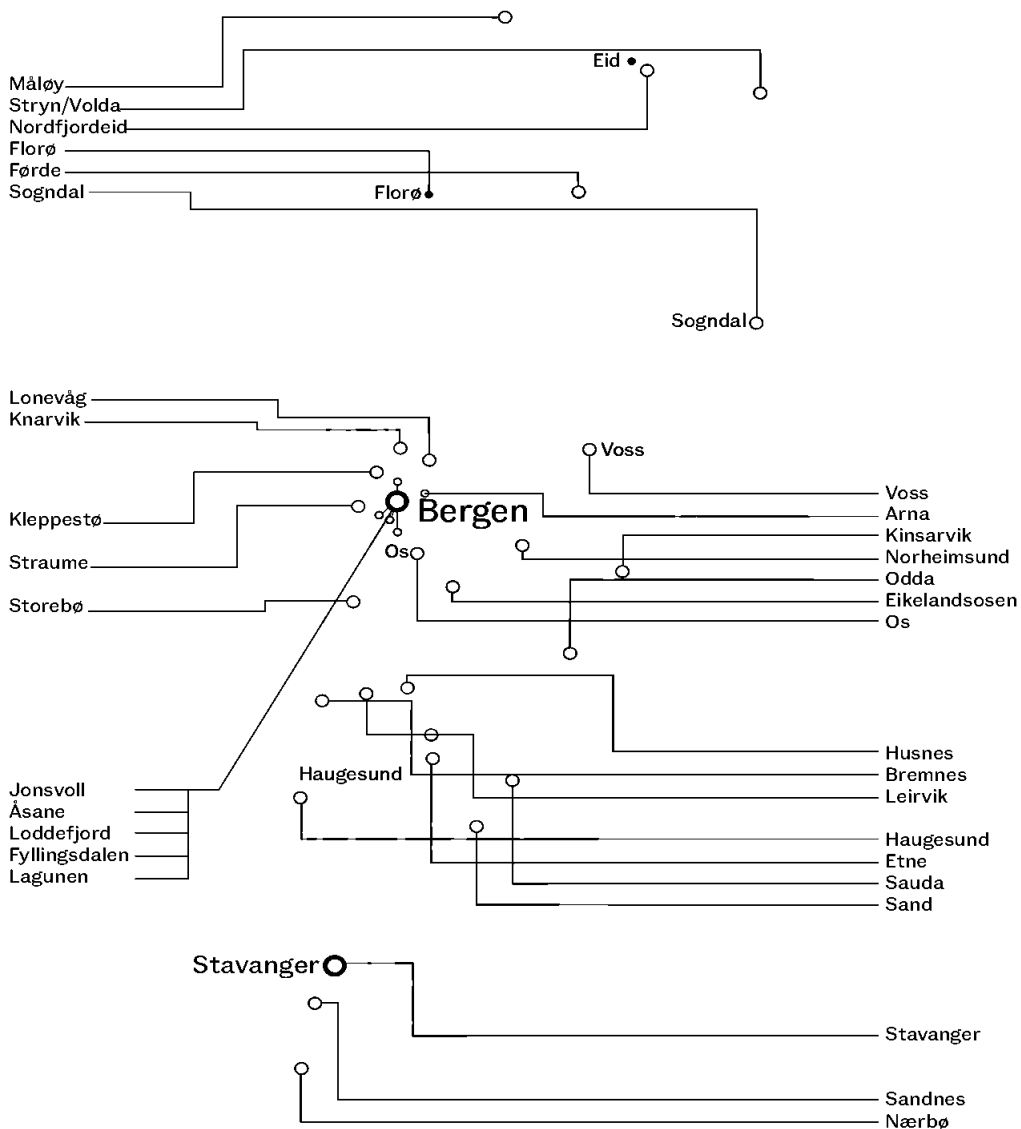 Eid
Måløy
Stryn/Volda
Nordfjordeid
Florø
Førde
Sogndal
Florø
Sogndal
Lonevåg
Knarvik
Voss
Kleppestø
Bergen
Voss
Arna
Kinsarvik
Straume
Os
Norheimsund
Odda
Storebø
Eikelandsosen
Os
Husnes
Haugesund
Bremnes
Jonsvoll
Leirvik
Åsane
Loddefjord
Haugesund
Fyllingsdalen
Etne
Lagunen
Sauda
Sand
Stavanger
Stavanger
Sandnes
Nærbø